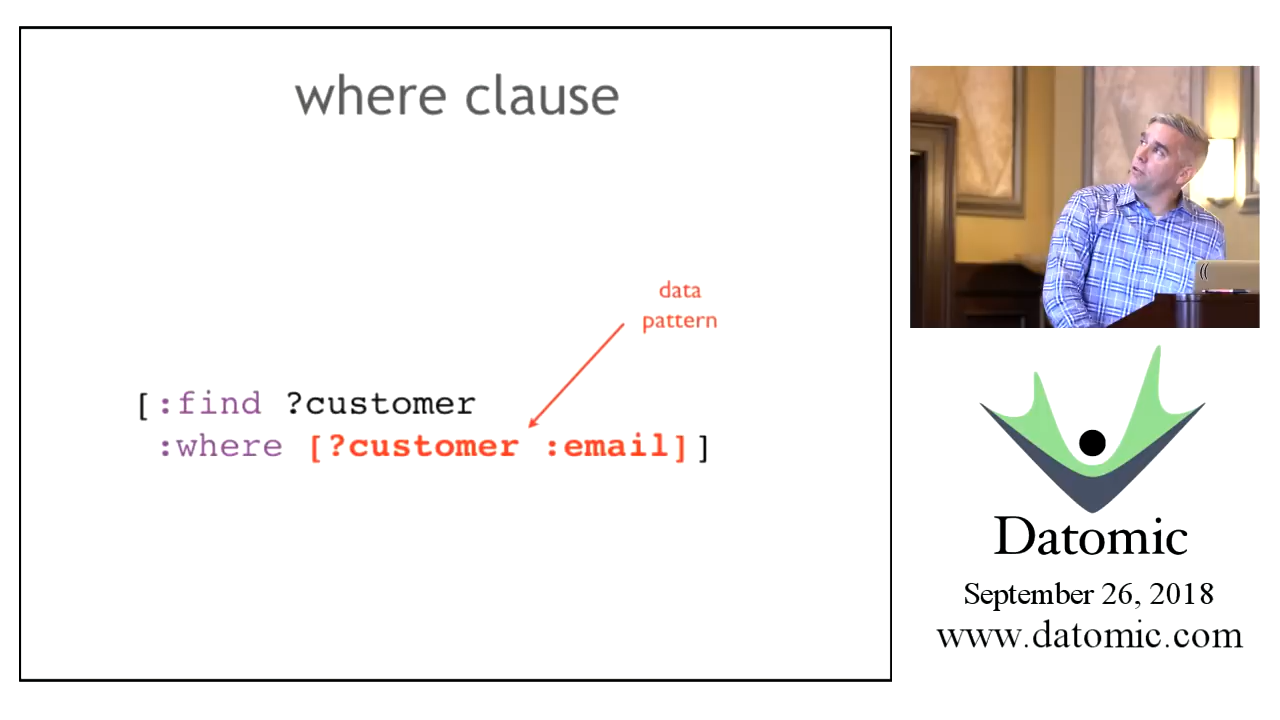 where clause
data
pattern
[:find ?customer
:where [?customer :email]]
Datomic
September 26, 2018
www.datomic.com